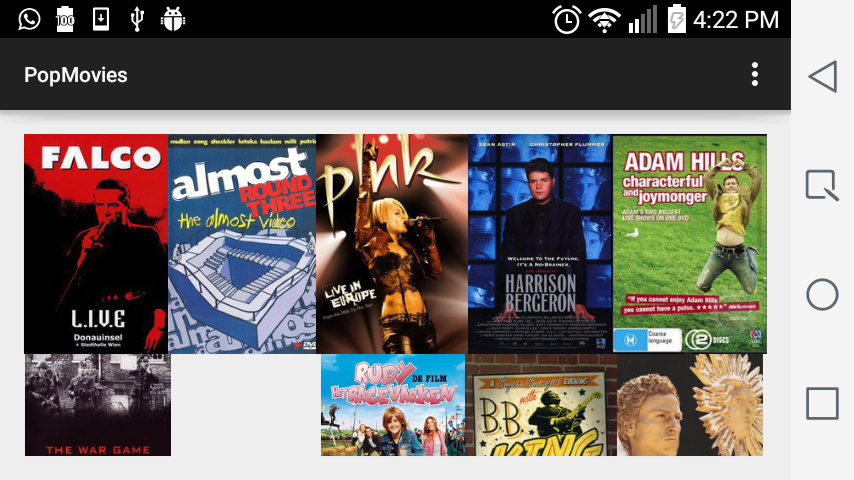 100
4:22 PM
PopMovies
FALCO
L.I.V.E
Donauinsel
+ Stadthalle Wien
mullen song sheckler lutzka haslam wilt
almost
ROUND
THREE
the almost video
P!nk
LIVE IN
EUROPE
From the
SEAN ASTIN CHRISTOPHER PLUMMER
WELCOME TO THE FUTURE.
IT'S A NO-BRAINER.
HARRISON
BERGERON
ADAM HILLS
characterful
and joymonger
ADAM'S TWO BIGGEST
LIVE SHOWS ON ONE DVD
"If you cannot enjoy Adam Hills
you cannot have a pulse.
M Coarse
language
2 DISCS
THE WAR GAME
RUDY
DE FILM
HET RACEVARKEN
EVENING
with
B.B.
KING